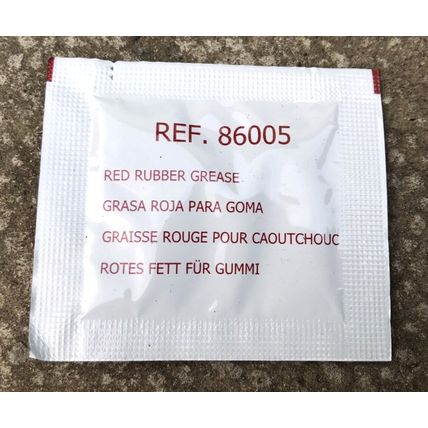 REF. 86005
RED RUBBER GREASE
GRASA ROJA PARA GOMA
GRAISSE ROUGE POUR CAOUTCHOUC
ROTES FETT FÜR GUMMI